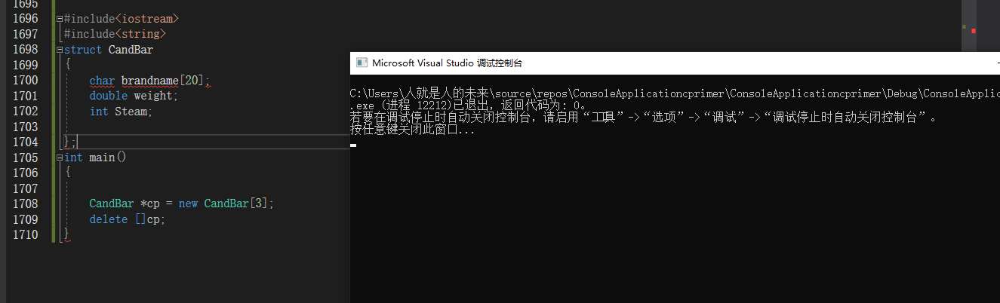 1695
1696 #include<iostream>
1697 #include<string>
1698 struct CandBar
1699 {
1700 char brandname[20];
1701 double weight;
1702 int Steam;
1703
1704 };
1705 int main()
1706 {
1707
1708 CandBar *cp = new CandBar[3];
1709 delete []cp;
1710 }
Microsoft Visual Studio 调试控制台
C:\Users\人就是人的未来\source\repos\ConsoleApplicationcprimer\ConsoleApplicationcprimer\Debug\ConsoleApplic
.exe (进程 12212)已退出，返回代码为: 0。
若要在调试停止时自动关闭控制台，请启用“工具”->“选项”->“调试”->“调试停止时自动关闭控制台”。
按任意键关闭此窗口...